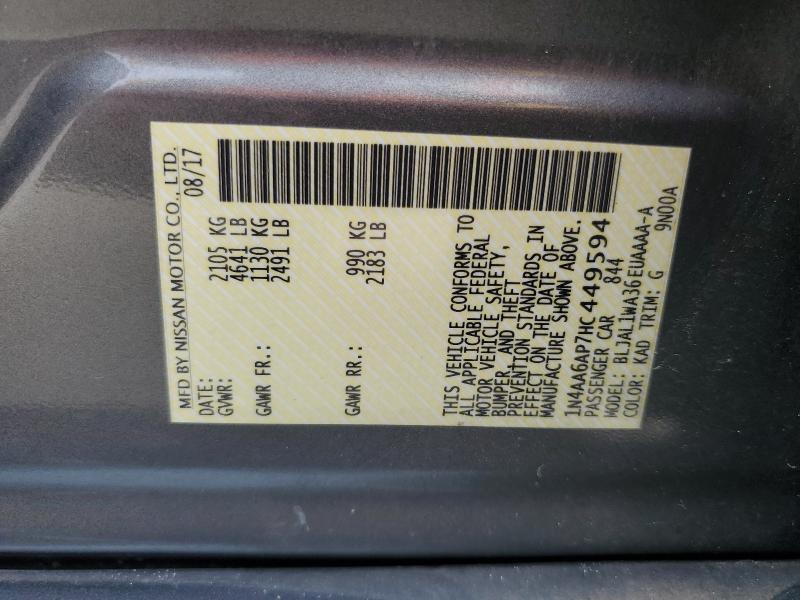 MFD BY NISSAN MOTOR CO., LTD.
DATE: 08/17
GVWR: 2105 KG
4641 LB
GAWR FR.: 1130 KG
2491 LB
GAWR RR.: 990 KG
2183 LB
THIS VEHICLE CONFORMS TO
ALL APPLICABLE FEDERAL
MOTOR VEHICLE SAFETY,
BUMPER, AND THEFT
PREVENTION STANDARDS IN
EFFECT ON THE DATE OF
MANUFACTURE SHOWN ABOVE.
1N4AA6AP7HC449594
PASSENGER CAR 844
MODEL: BLJAL1WA36EUAAAA-A
COLOR: KAD TRIM: G 9N00A